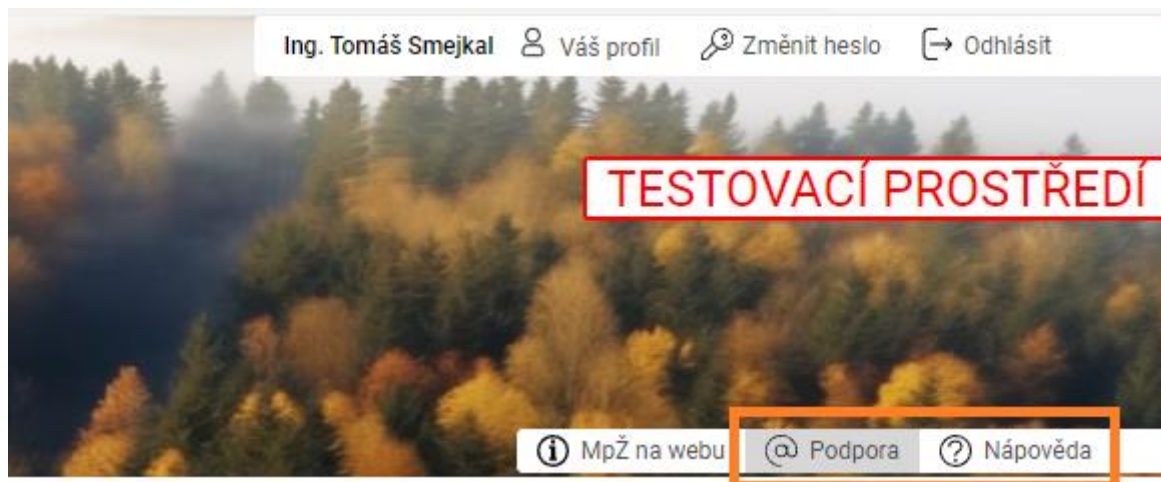 Ing. Tomáš Smejkal Váš profil Změnit heslo Odhlásit
TESTOVACÍ PROSTŘEDÍ
MpŽ na webu Podpora Nápověda